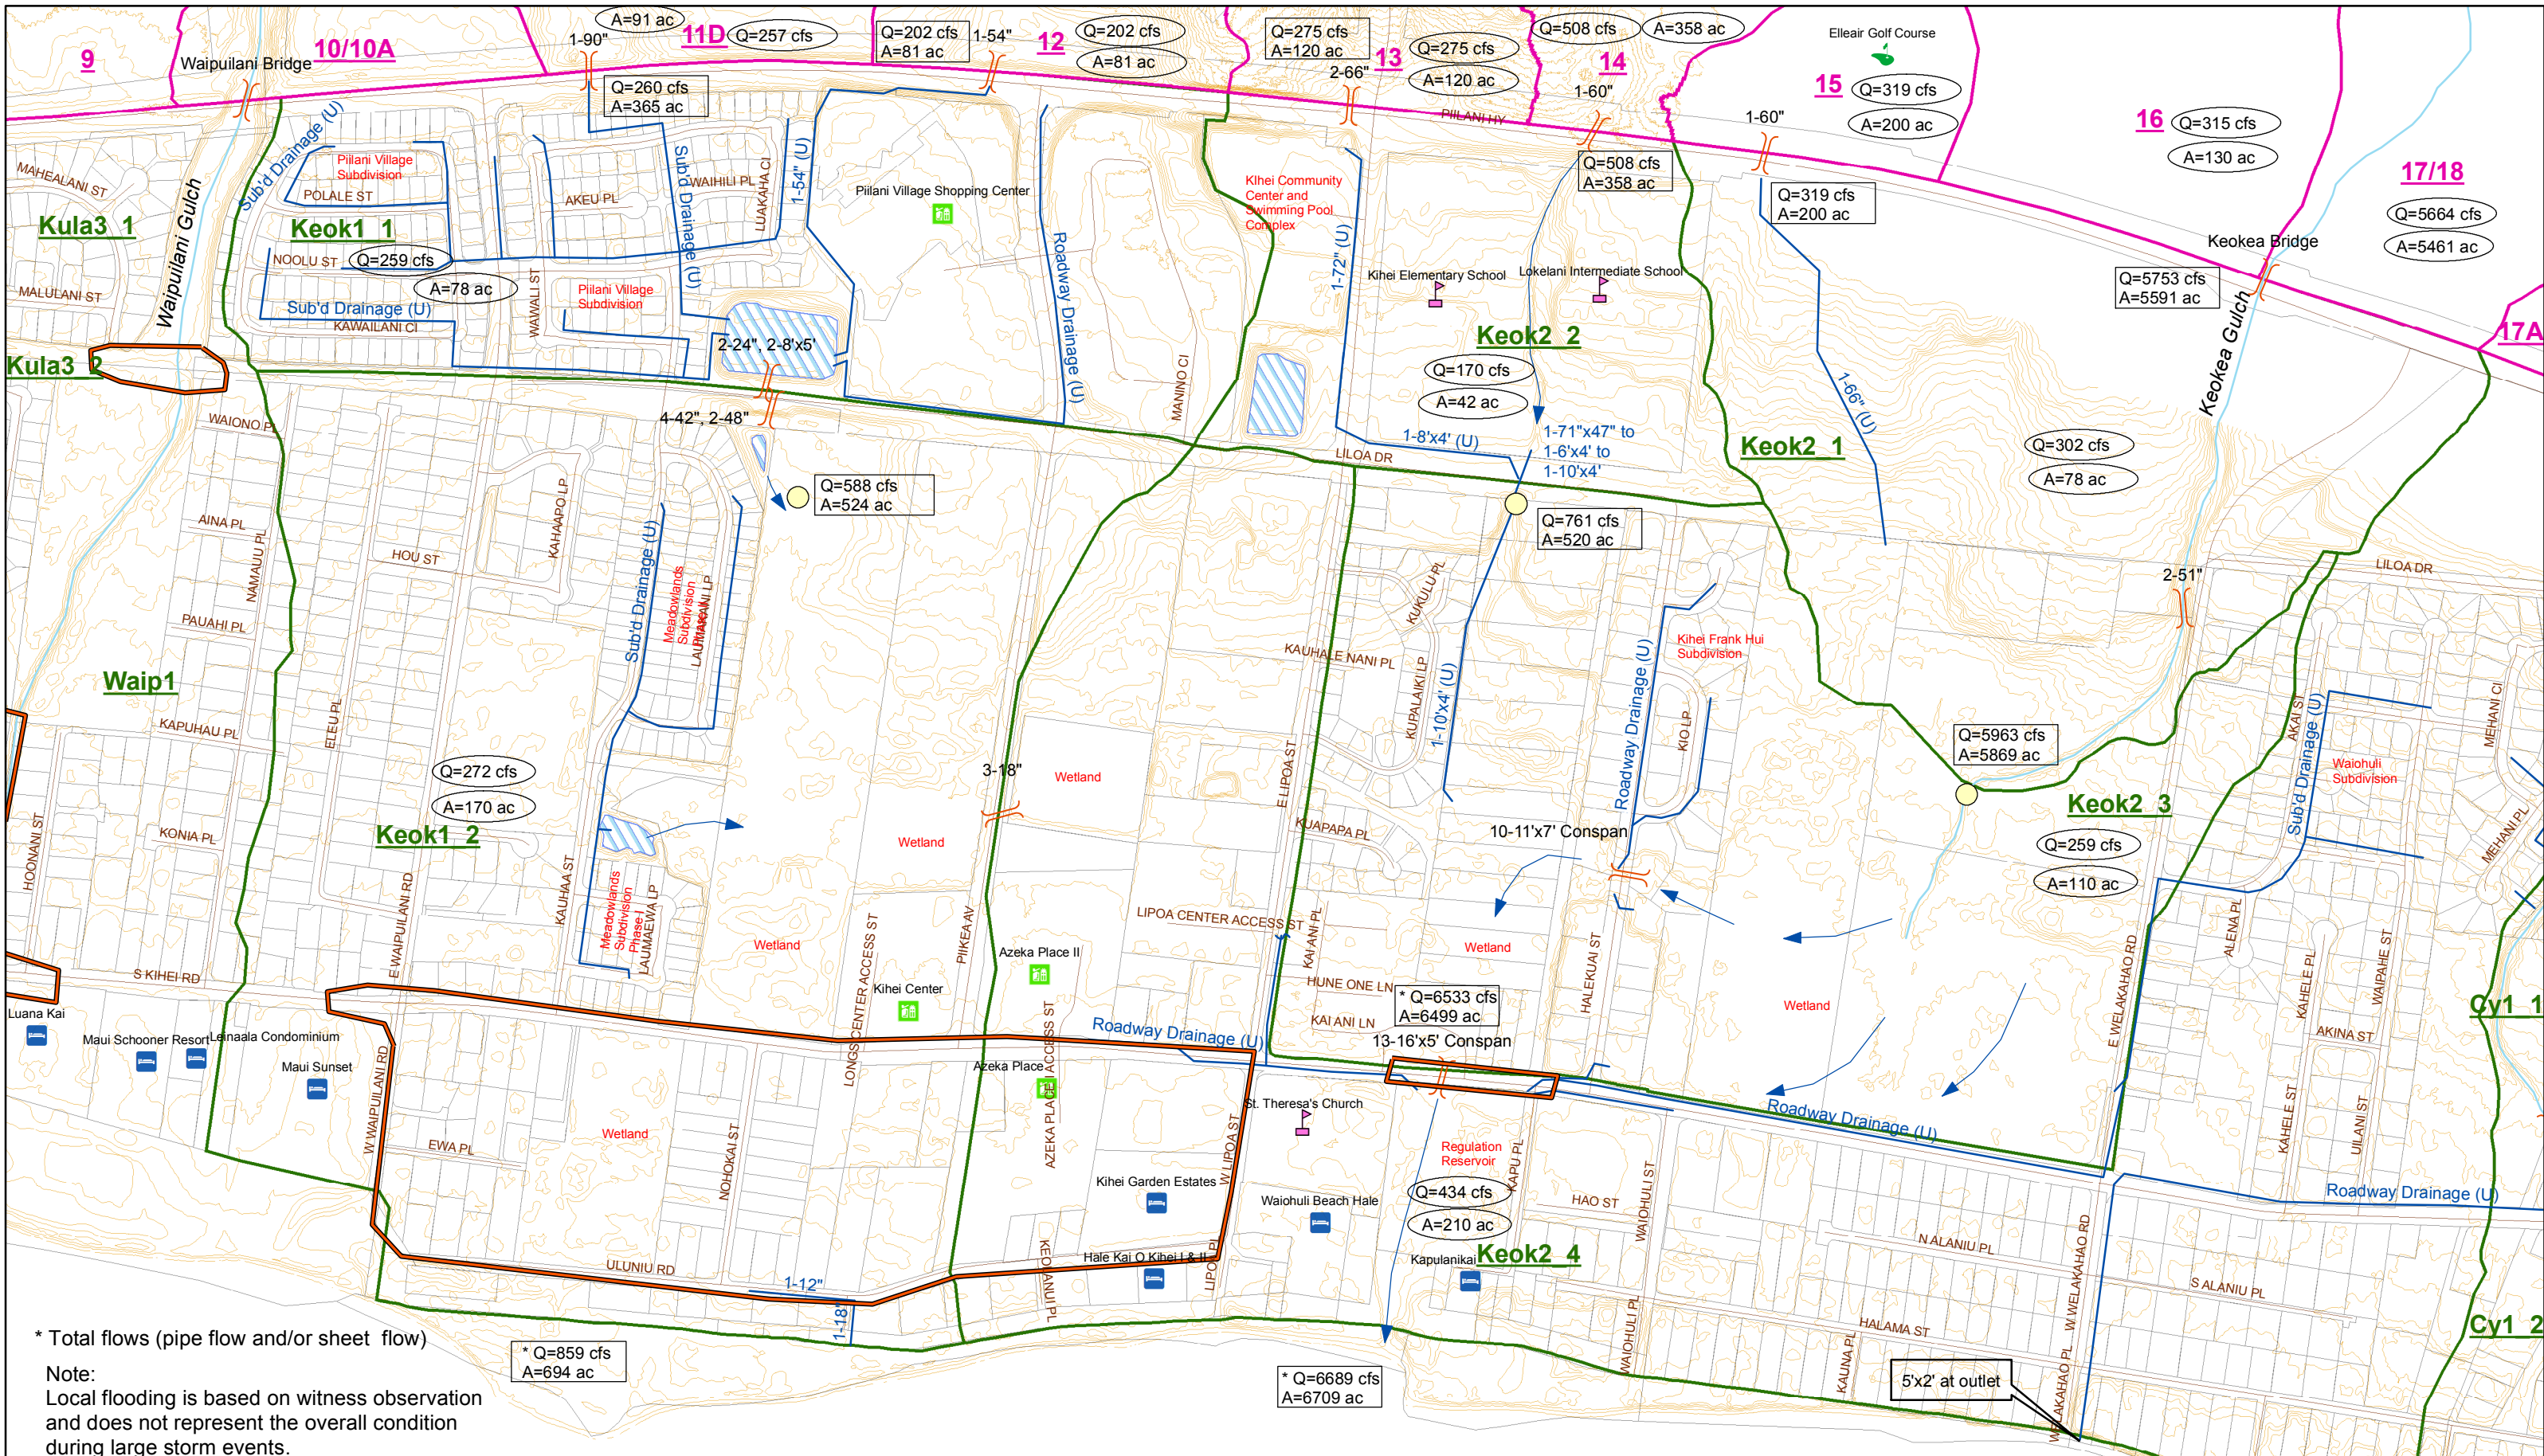 9
10/10A
Waipuilani Bridge
A=91 ac
1-90"
11D
Q=257 cfs
Q=260 cfs
A=365 ac
Q=202 cfs
A=81 ac
1-54"
12
Q=202 cfs
A=81 ac
Q=275 cfs
A=120 ac
2-66"
13
Q=275 cfs
A=120 ac
Q=508 cfs
A=358 ac
14
1-60"
PIILANI HY
Q=508 cfs
A=358 ac
Elleair Golf Course
15
Q=319 cfs
A=200 ac
1-60"
Q=319 cfs
A=200 ac
16
Q=315 cfs
A=130 ac
17/18
Q=5664 cfs
A=5461 ac
Keokea Bridge
Q=5753 cfs
A=5591 ac
17A
Keokea Gulch
MAHEALANI ST
Kula3_1
MALULANI ST
Kula3_2
Waipuilani Gulch
Sub'd Drainage (U)
Piilani Village
Subdivision
POLALE ST
Keok1_1
NOOLU ST
Q=259 cfs
A=78 ac
Sub'd Drainage (U)
KAWAILANI CI
WAWALI ST
AKEU PL
Piilani Village
Subdivision
Sub'd Drainage (U)
WAIHILI PL
LUAKAHA CI
1-54" (U)
Piilani Village Shopping Center
2-24", 2-8'x5'
4-42", 2-48"
Roadway Drainage (U)
MANINO CI
KIhei Community
Center and
Swimming Pool
Complex
1-72" (U)
Kihei Elementary School
Lokelani Intermediate School
Keok2_2
Q=170 cfs
A=42 ac
1-8'x4' (U)
1-71"x47" to
1-6'x4' to
1-10'x4'
LILOA DR
Keok2_1
1-66" (U)
Q=302 cfs
A=78 ac
WAIONO PL
AINA PL
NAMAUU PL
PAUAHI PL
Waip1
KAPUHAU PL
KONIA PL
HOONANI ST
HOU ST
KAHAAPO LP
ELEU PL
Q=588 cfs
A=524 ac
Sub'd Drainage (U)
Meadowlands
Subdivision
LAUMAKANI LP
Q=272 cfs
A=170 ac
Keok1_2
KAUHAA ST
E WAIPUILANI RD
Meadowlands
Subdivision
Phase I
LAUMAEWA LP
Wetland
Wetland
Wetland
3-18"
PIIKEA AV
LONGS CENTER ACCESS ST
Kihei Center
Azeka Place II
LIPOA CENTER ACCESS ST
E LIPOA ST
Q=761 cfs
A=520 ac
KUKULU PL
KAUHALE NANI PL
KUPALAIKI LP
1-10'x4' (U)
KUAPAPA PL
KAI ANI PL
HUNE ONE LN
KAI ANI LN
10-11'x7' Conspan
Wetland
Roadway Drainage (U)
Kihei Frank Hui
Subdivision
KIO LP
HALEKUAI ST
* Q=6533 cfs
A=6499 ac
13-16'x5' Conspan
2-51"
LILOA DR
Q=5963 cfs
A=5869 ac
Keok2_3
Q=259 cfs
A=110 ac
Wetland
AKAI ST
Sub'd Drainage (U)
Waiohuli
Subdivision
MEHANI CI
MEHANI PL
E WELAKAHAO RD
ALENA PL
KAHELE PL
WAIPAHE ST
AKINA ST
KAHELE ST
UILANI ST
Cy1_1
S KIHEI RD
Luana Kai
Maui Schooner Resort
Leinaala Condominium
Maui Sunset
W WAIPUILANI RD
EWA PL
Wetland
NOHOKAI ST
ULUNIU RD
1-12"
1-18"
Azeka Place
AZEKA PLACE I ACCESS ST
Roadway Drainage (U)
Kihei Garden Estates
W LIPOA ST
Hale Kai O Kihei I & II
LIPOA PL
KEOLANUI PL
St. Theresa's Church
Waiohuli Beach Hale
Regulation
Reservoir
Q=434 cfs
A=210 ac
KAPU PL
Kapulanikai
Keok2_4
HAO ST
WAIOHULI ST
WAIOHULI PL
Roadway Drainage (U)
N ALANIU PL
S ALANIU PL
HALAMA ST
KAUNA PL
W WELAKAHAO RD
WELAKAHAO PL
Roadway Drainage (U)
Cy1_2
5'x2' at outlet
* Q=859 cfs
A=694 ac
* Q=6689 cfs
A=6709 ac
* Total flows (pipe flow and/or sheet flow)
Note:
Local flooding is based on witness observation
and does not represent the overall condition
during large storm events.